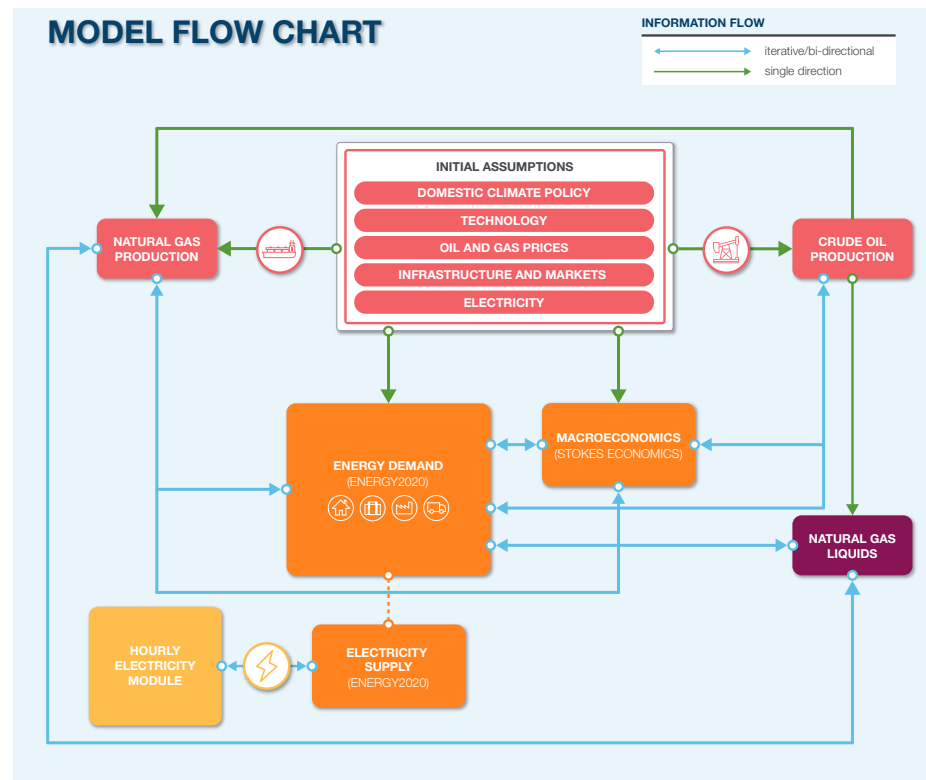 MODEL FLOW CHART
INFORMATION FLOW
iterative/bi-directional
single direction
INITIAL ASSUMPTIONS
DOMESTIC CLIMATE POLICY
TECHNOLOGY
OIL AND GAS PRICES
INFRASTRUCTURE AND MARKETS
ELECTRICITY
NATURAL GAS
PRODUCTION
CRUDE OIL
PRODUCTION
ENERGY DEMAND
(ENERGY2020)
MACROECONOMICS
(STOKES ECONOMICS)
NATURAL GAS
LIQUIDS
HOURLY
ELECTRICITY
MODULE
ELECTRICITY
SUPPLY
(ENERGY2020)